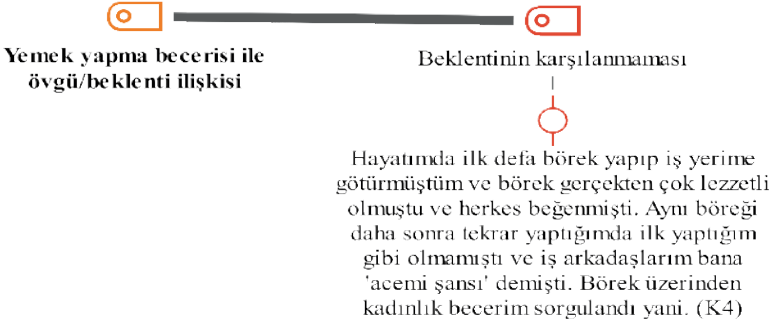 Yemek yapma becerisi ile
övgü/beklenti ilişkisi
Beklentinin karşılanmaması
Hayatımda ilk defa börek yapıp iş yerime
götürmüştüm ve börek gerçekten çok lezzetli
olmuştu ve herkes beğenmişti. Aynı böreği
daha sonra tekrar yaptığımda ilk yaptığım
gibi olmamıştı ve iş arkadaşlarım bana
'acemi şansı' demişti. Börek üzerinden
kadınlık becerim sorgulandı yani. (K4)